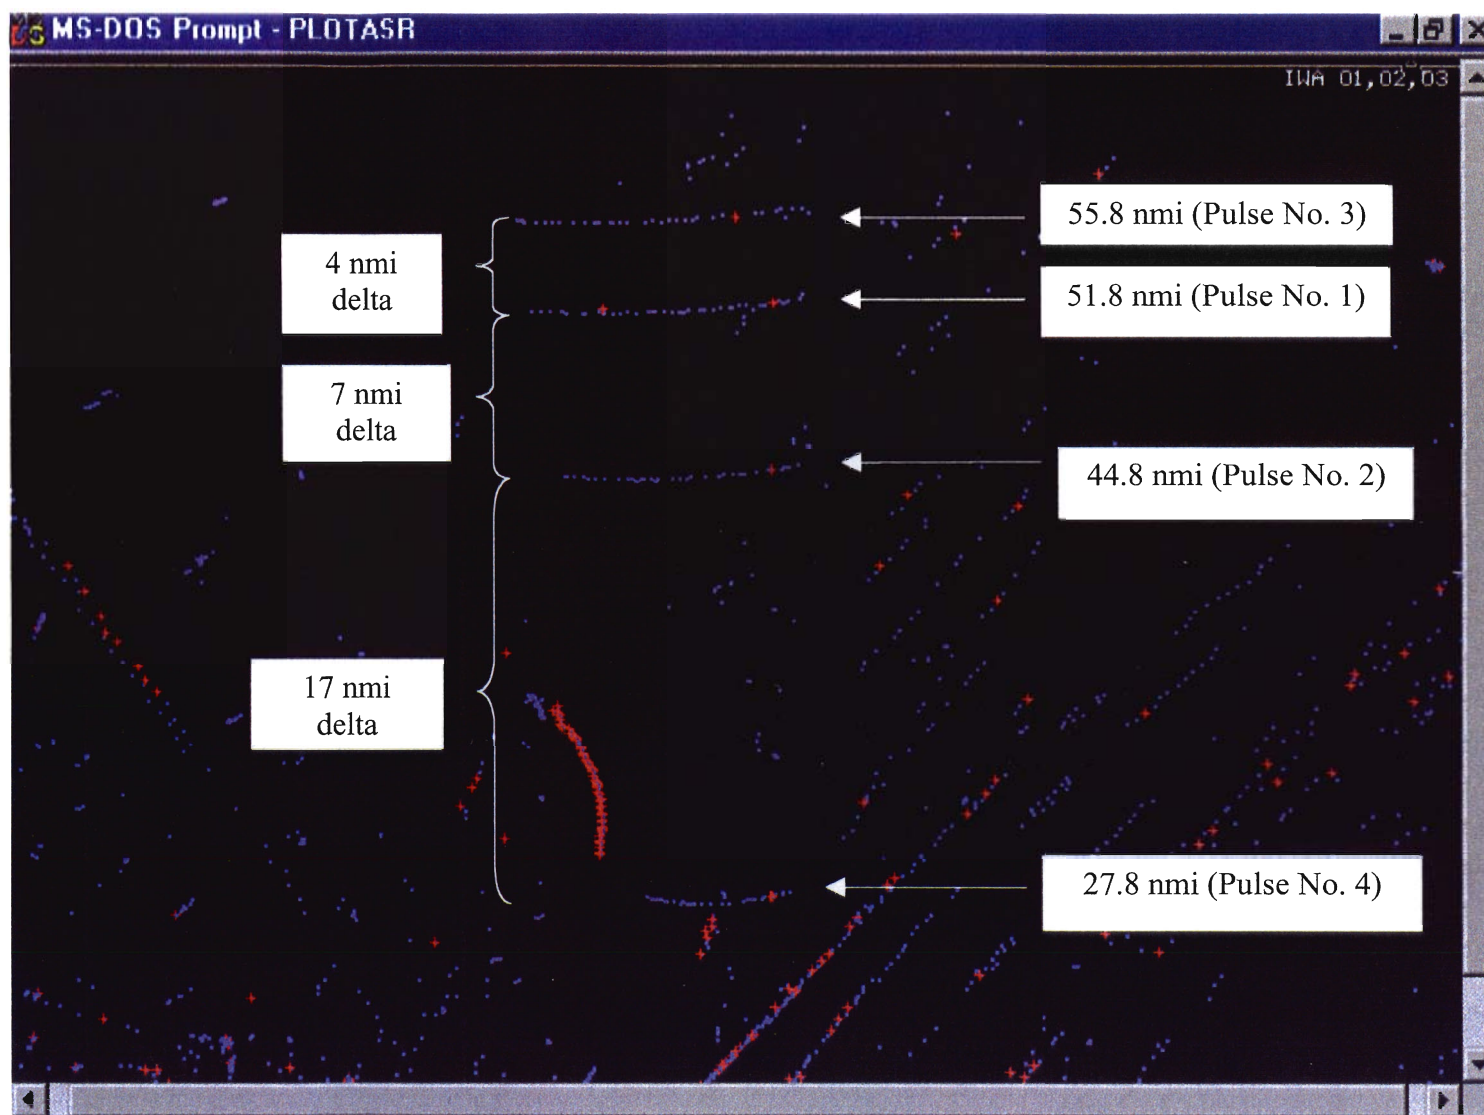 MS-DOS Prompt - PLOTASR
IWA 01,02,03
55.8 nmi (Pulse No. 3)
4 nmi
delta
51.8 nmi (Pulse No. 1)
7 nmi
delta
44.8 nmi (Pulse No. 2)
17 nmi
delta
27.8 nmi (Pulse No. 4)